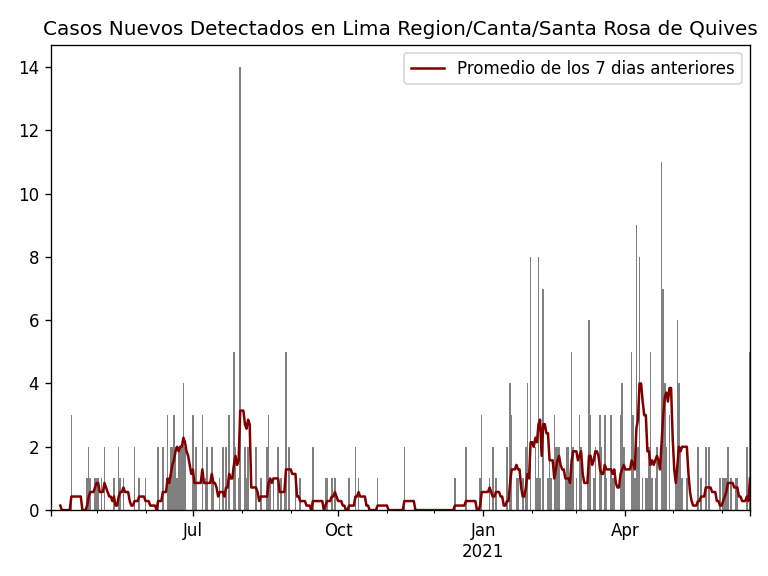 Casos Nuevos Detectados en Lima Region/Canta/Santa Rosa de Quives
Promedio de los 7 dias anteriores
14
12
10
8
6
4
2
0
Jul
Oct
Jan
2021
Apr